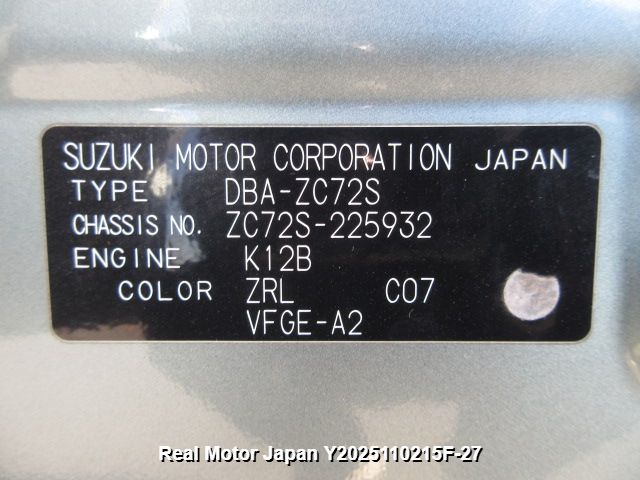 SUZUKI MOTOR CORPORATION JAPAN
TYPE DBA-ZC72S
CHASSIS NO. ZC72S-225932
ENGINE K12B
COLOR ZRL C07
VFGE-A2
Real Motor Japan Y2025110215F-27